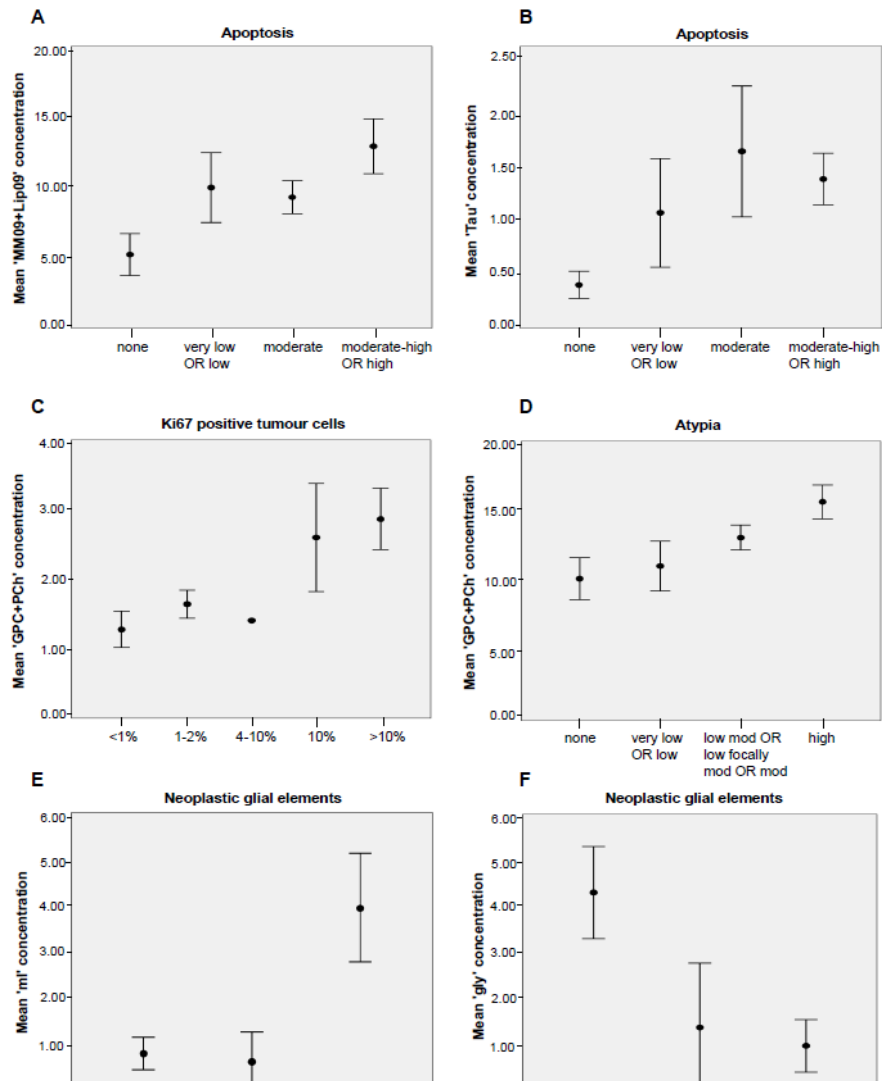 A
Apoptosis
Mean 'MM09+Lip09' concentration
20.00
15.00
10.00
5.00
0.00
none
very low
OR low
moderate
moderate-high
OR high
B
Apoptosis
Mean 'Tau' concentration
2.50
2.00
1.50
1.00
0.50
0.00
none
very low
OR low
moderate
moderate-high
OR high
C
Ki67 positive tumour cells
Mean 'GPC+PCh' concentration
4.00
3.00
2.00
1.00
0.00
<1%
1-2%
4-10%
10%
>10%
D
Atypia
Mean 'GPC+PCh' concentration
20.00
15.00
10.00
5.00
0.00
none
very low
OR low
low mod OR
low focally
mod OR mod
high
E
Neoplastic glial elements
Mean 'mI' concentration
6.00
5.00
4.00
3.00
2.00
1.00
F
Neoplastic glial elements
Mean 'gly' concentration
6.00
5.00
4.00
3.00
2.00
1.00